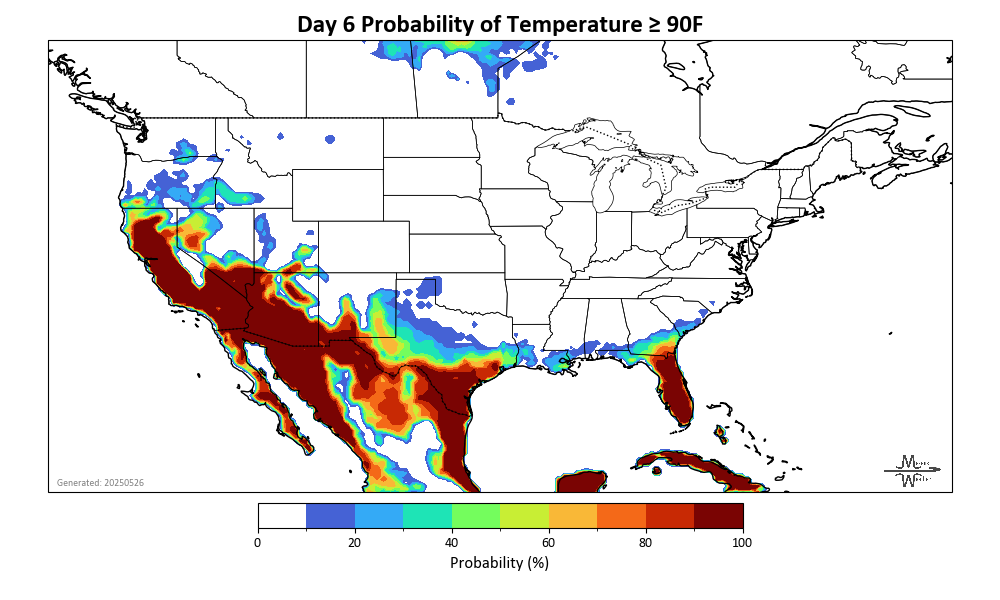 Day 6 Probability of Temperature ≥ 90F
Generated: 20250526
0 20 40 60 80 100
Probability (%)